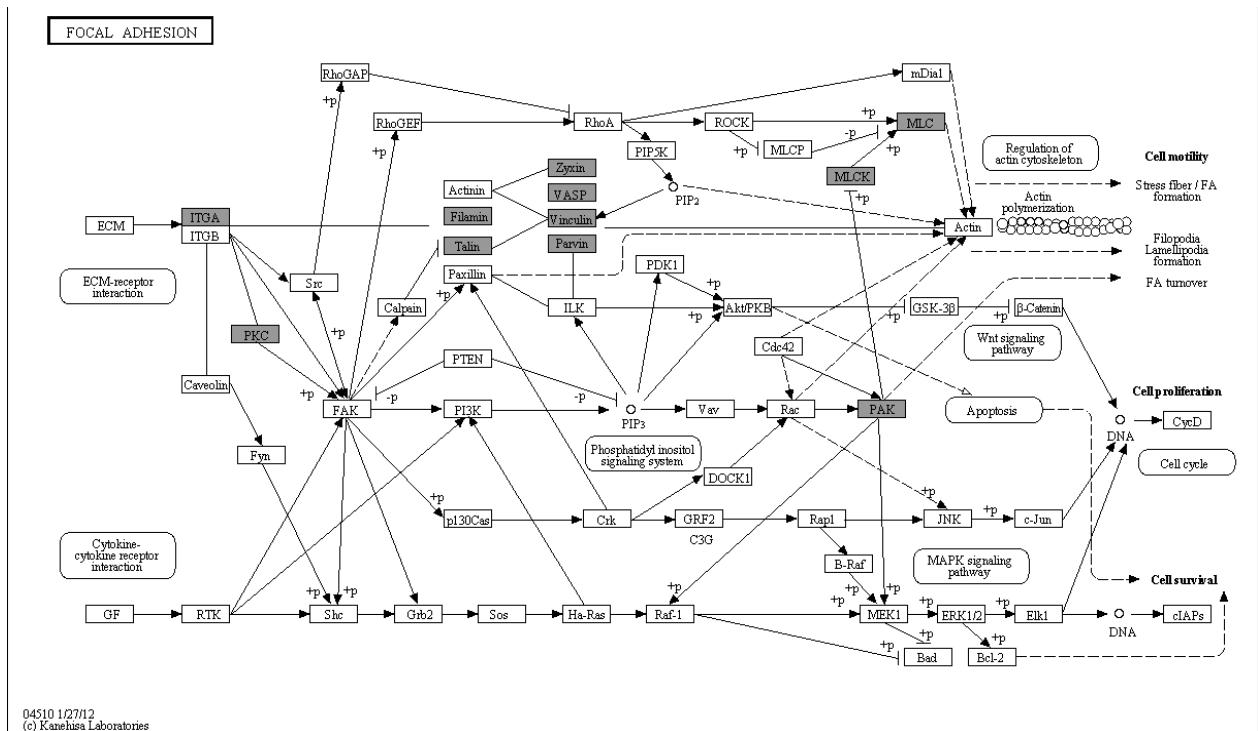 FOCAL ADHESION
RhoGAP
mDia1
+p
RhoGEF
RhoA
ROCK
+p
MLC
+p
+p
-p
MLCP
PIP5K
+p
MLCK
+p
Regulation of
actin cytoskeleton
Cell motility
Zyxin
Actinin
VASP
PIP2
Stress fiber / FA
formation
ITGA
Filamin
Vinculin
Actin
polymerization
ECM
ITGB
Actin
Talin
Parvin
Filopodia
Lamellipodia
formation
ECM-receptor
interaction
Src
Paxillin
PDK1
FA turnover
+p
+p
Calpain
ILK
+p
Akt/PKB
GSK-3β
+p
β-Catenin
PKC
+p
Cdc42
Wnt signaling
pathway
PTEN
Caveolin
+p
-p
-p
Cell proliferation
FAK
PI3K
PIP3
Vav
Rac
PAK
Apoptosis
DNA
CycD
Fyn
Phosphatidyl inositol
signaling system
Cell cycle
DOCK1
+p
+p
p130Cas
Crk
GRF2
Rap1
JNK
+p
c-Jun
C3G
Cytokine-
cytokine receptor
interaction
B-Raf
MAPK signaling
pathway
+p
+p
+p
+p
+p
Cell survival
GF
RTK
Shc
Grb2
Sos
Ha-Ras
Raf-1
MEK1
+p
ERK1/2
+p
Elk1
DNA
cIAPs
+p
+p
+p
Bad
Bcl-2
04510 1/27/12
(c) Kanehisa Laboratories